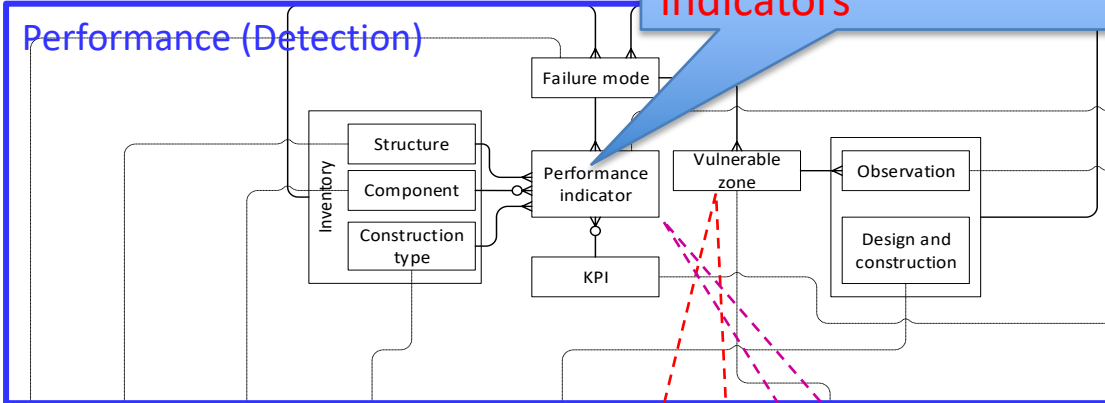 indicators
Performance (Detection)
Failure mode
Structure
Component
Construction
type
Inventory
Performance
indicator
KPI
Vulnerable
zone
Observation
Design and
construction